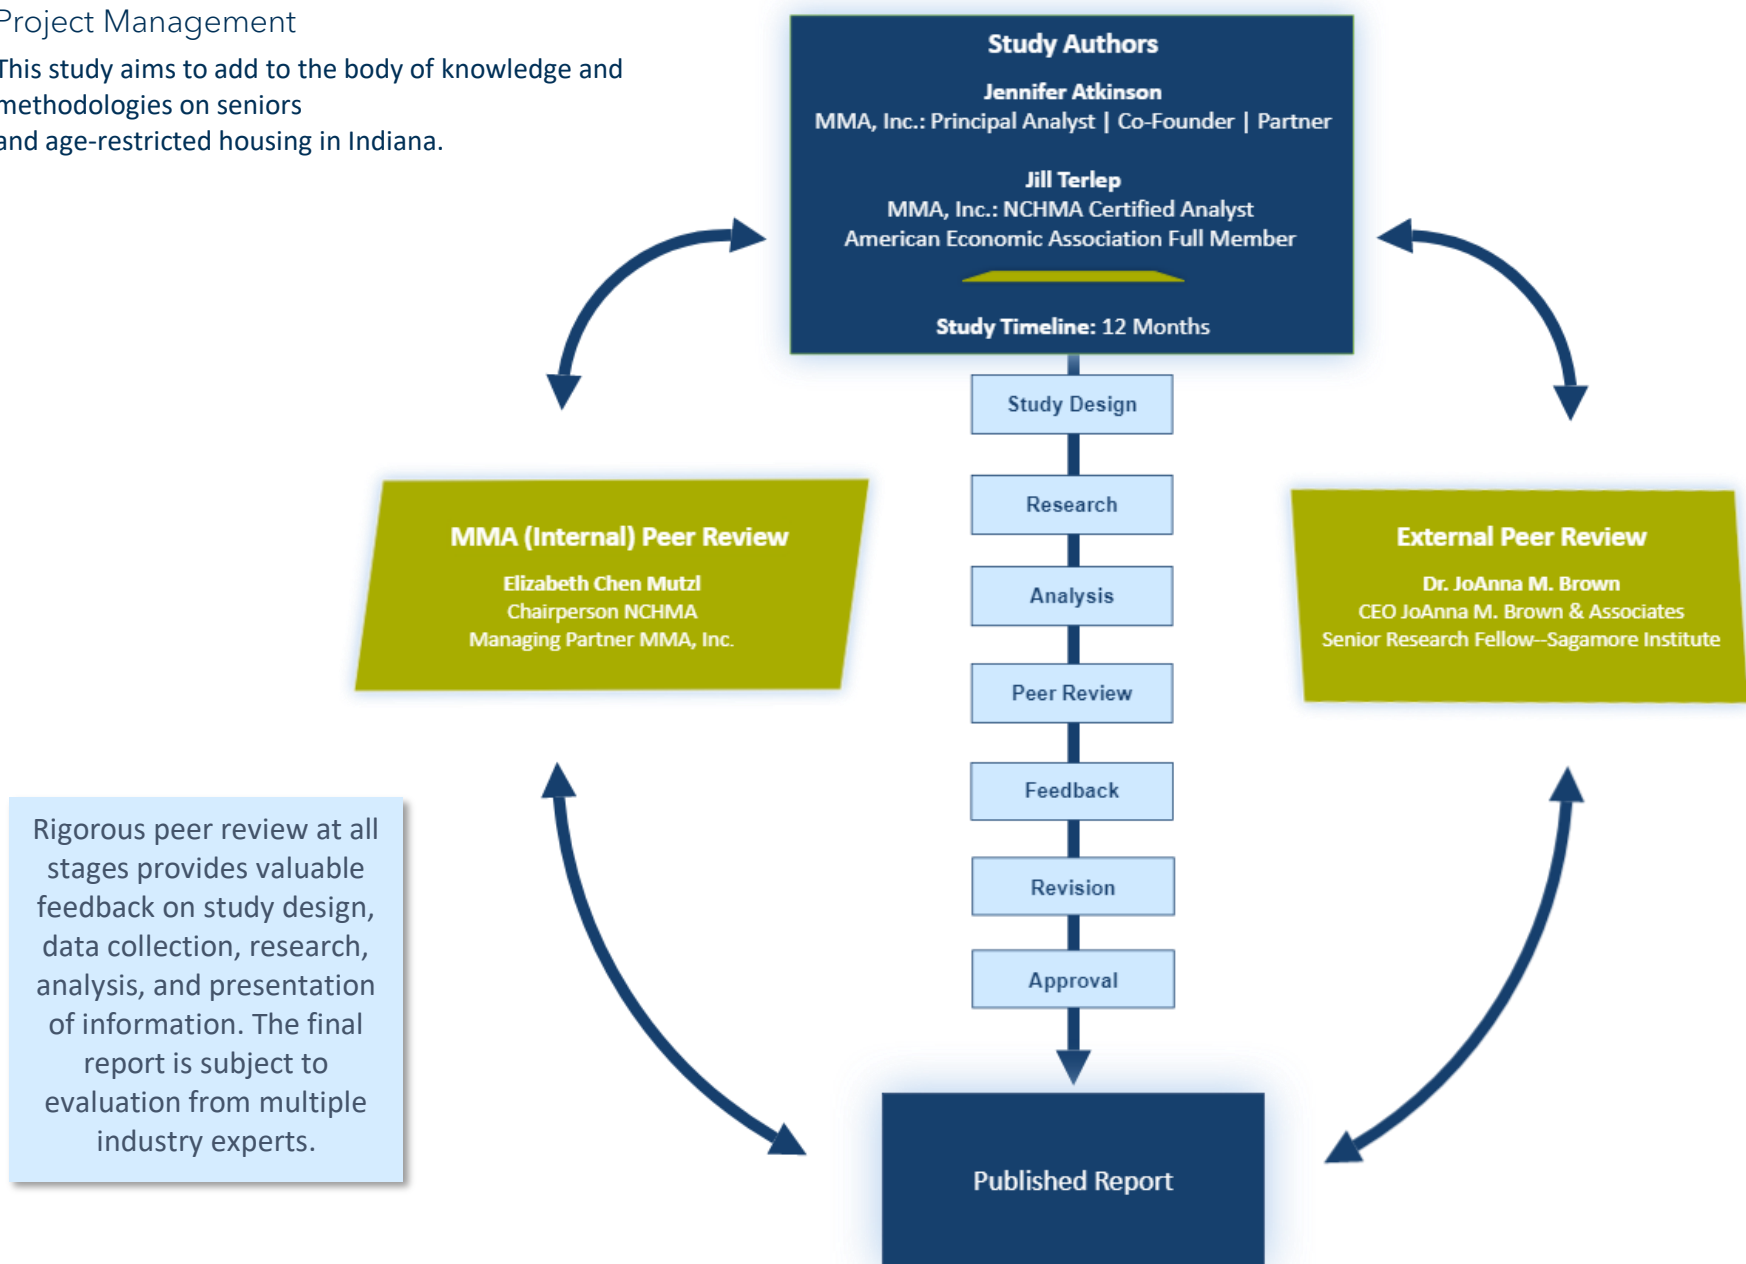 Project Management
This study aims to add to the body of knowledge and
methodologies on seniors
and age-restricted housing in Indiana.
Study Authors
Jennifer Atkinson
MMA, Inc.: Principal Analyst | Co-Founder | Partner
Jill Terlep
MMA, Inc.: NCHMA Certified Analyst
American Economic Association Full Member
Study Timeline: 12 Months
Study Design
Research
Analysis
Peer Review
Feedback
Revision
Approval
Published Report
MMA (Internal) Peer Review
Elizabeth Chen Mutzl
Chairperson NCHMA
Managing Partner MMA, Inc.
External Peer Review
Dr. JoAnna M. Brown
CEO JoAnna M. Brown & Associates
Senior Research Fellow--Sagamore Institute
Rigorous peer review at all
stages provides valuable
feedback on study design,
data collection, research,
analysis, and presentation
of information. The final
report is subject to
evaluation from multiple
industry experts.